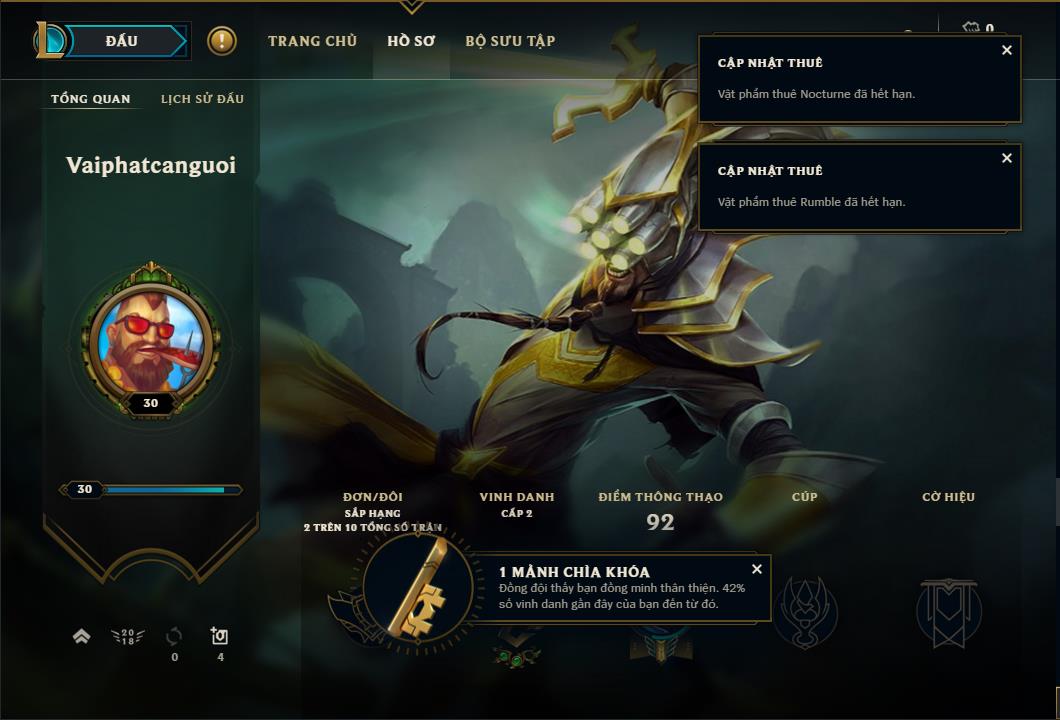 ĐẤU
TRANG CHỦ
HỒ SƠ
BỘ SƯU TẬP
0
TỔNG QUAN
LỊCH SỬ ĐẤU
CẬP NHẬT THUÊ
Vật phẩm thuê Nocturne đã hết hạn.
CẬP NHẬT THUÊ
Vật phẩm thuê Rumble đã hết hạn.
Vaiphatcanguoi
30
30
ĐƠN/ĐÔI
SẮP HẠNG
2 TRÊN 10 TỔNG SỐ TRẬN
VINH DANH
CẤP 2
ĐIỂM THÔNG THẠO
92
CÚP
CỜ HIỆU
1 MẢNH CHÌA KHÓA
Đồng đội thấy bạn đồng minh thân thiện. 42%
số vinh danh gần đây của bạn đến từ đó.
20
18
0
4